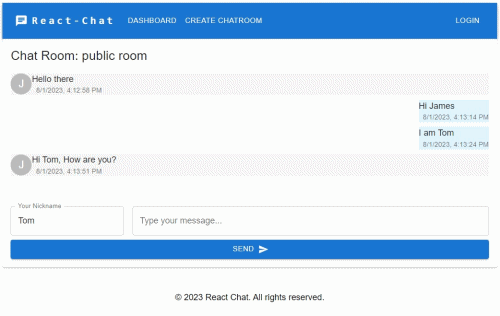 React-Chat DASHBOARD CREATE CHATROOM LOGIN
Chat Room: public room
J Hello there
8/1/2023, 4:12:58 PM
Hi James
8/1/2023, 4:13:14 PM
I am Tom
8/1/2023, 4:13:24 PM
J Hi Tom, How are you?
8/1/2023, 4:13:51 PM
Your Nickname
Tom Type your message...
SEND
© 2023 React Chat. All rights reserved.